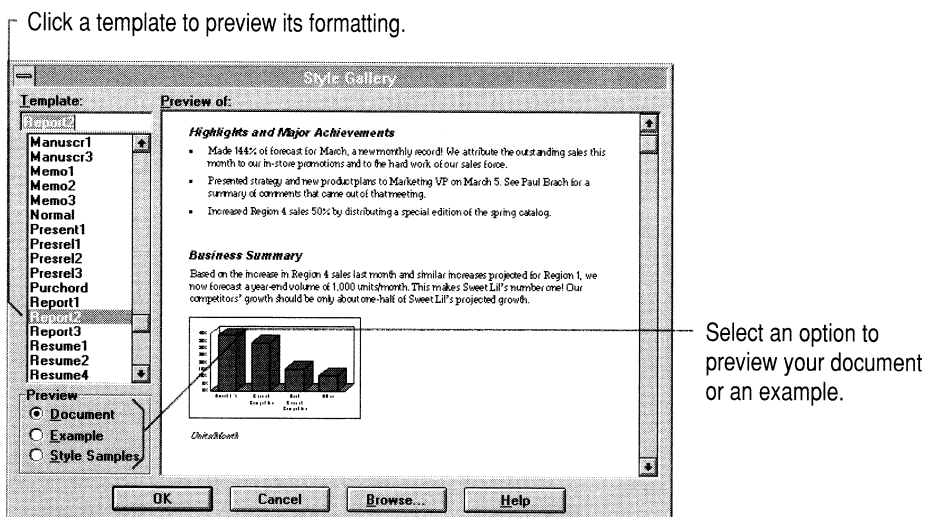 Click a template to preview its formatting.
Style Gallery
Template:
Report2
Manuscr1
Manuscr3
Memo1
Memo2
Memo3
Normal
Present1
Presrel1
Presrel2
Presrel3
Purchord
Report1
Report2
Report3
Resume1
Resume2
Resume4
Preview
Document
Example
Style Samples
Preview of:
Highlights and Major Achievements
Made 144% of forecast for March, a new monthly record! We attribute the outstanding sales this
month to our in-store promotions and to the hard work of our sales force.
Presented strategy and new product plans to Marketing VP on March 5. See Paul Brach for a
summary of comments that came out of that meeting.
Increased Region 4 sales 50% by distributing a special edition of the spring catalog.
Business Summary
Based on the increase in Region 4 sales last month and similar increases projected for Region 1, we
now forecast a year-end volume of 1,000 units/month. This makes Sweet Lil's number one! Our
competitors' growth should be only about one-half of Sweet Lil's projected growth.
Units/Month
OK
Cancel
Browse...
Help
Select an option to
preview your document
or an example.